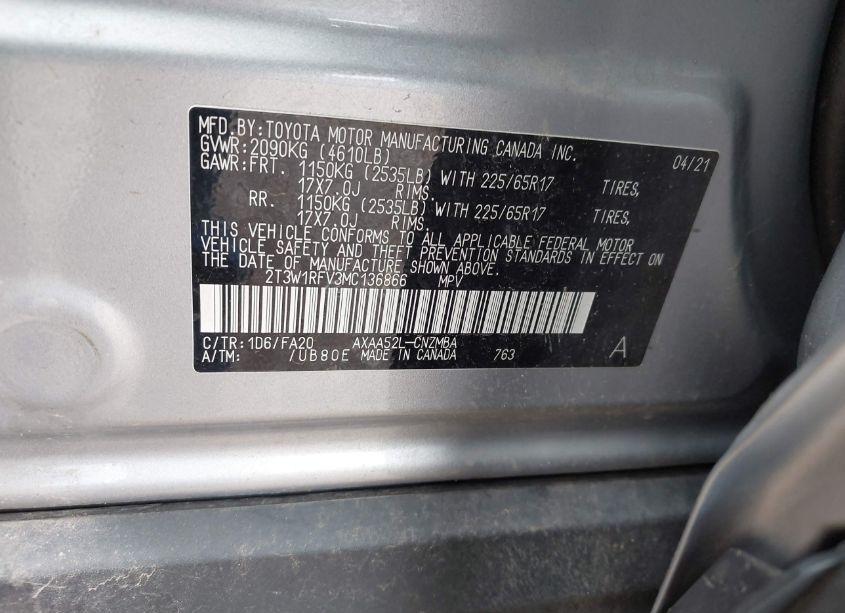 MFD.BY:TOYOTA MOTOR MANUFACTURING CANADA INC. 04/21
GVWR:2090KG (4610LB)
GAWR:FRT. 1150KG (2535LB) WITH 225/65R17 TIRES,
17X7.0J RIMS.
RR. 1150KG (2535LB) WITH 225/65R17 TIRES,
17X7.0J RIMS.
THIS VEHICLE CONFORMS TO ALL APPLICABLE FEDERAL MOTOR
VEHICLE SAFETY AND THEFT PREVENTION STANDARDS IN EFFECT ON
THE DATE OF MANUFACTURE SHOWN ABOVE.
2T3W1RFV3MC136866 MPV
C/TR:1D6/FA20 AXAA52L-CNZMBA
A/TM: /UB80E MADE IN CANADA 763 A